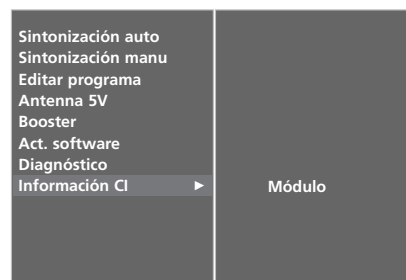 Sintonización auto
Sintonización manu
Editar programa
Antenna 5V
Booster
Act. software
Diagnóstico
Información CI ►
Módulo